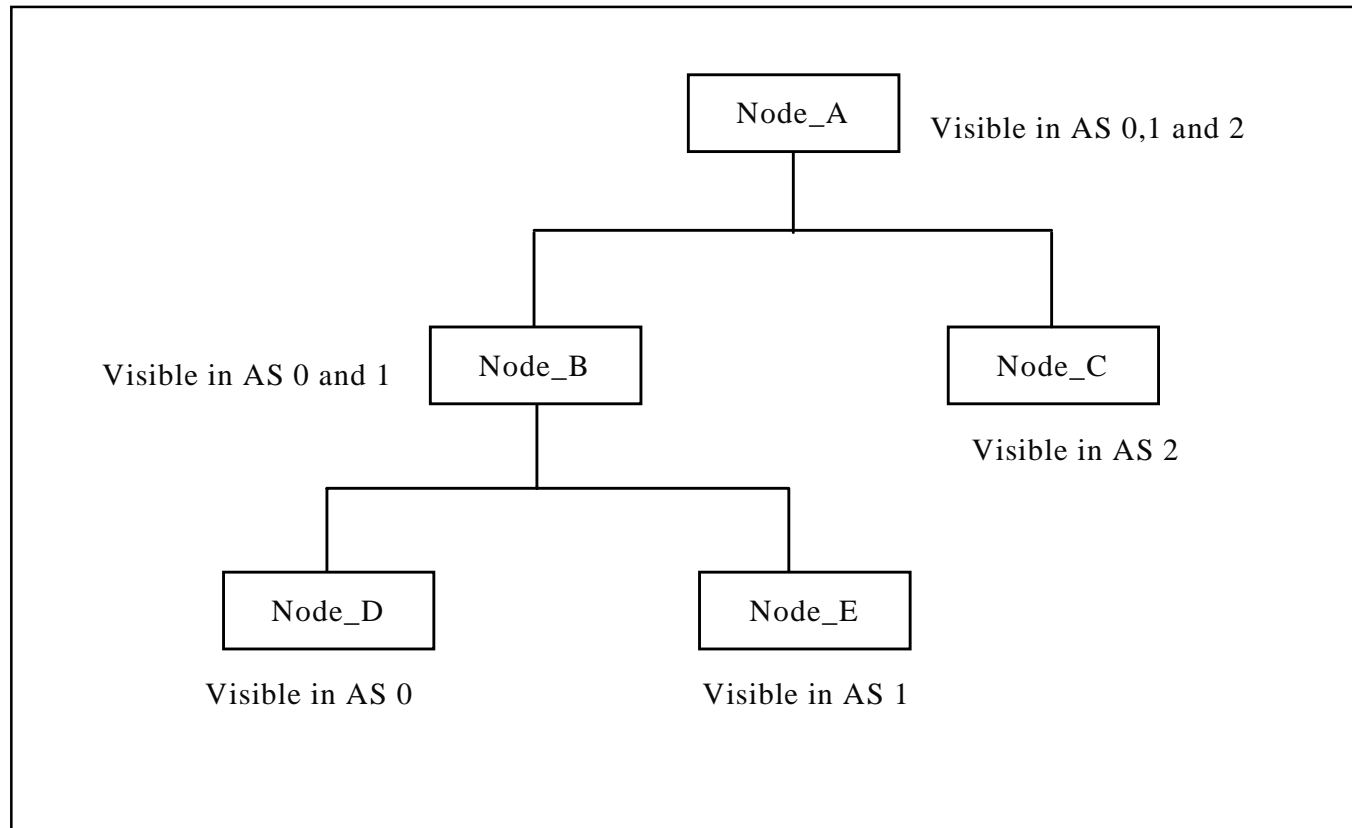 Node_A
Visible in AS 0,1 and 2
Node_B
Visible in AS 0 and 1
Node_C
Visible in AS 2
Node_D
Visible in AS 0
Node_E
Visible in AS 1